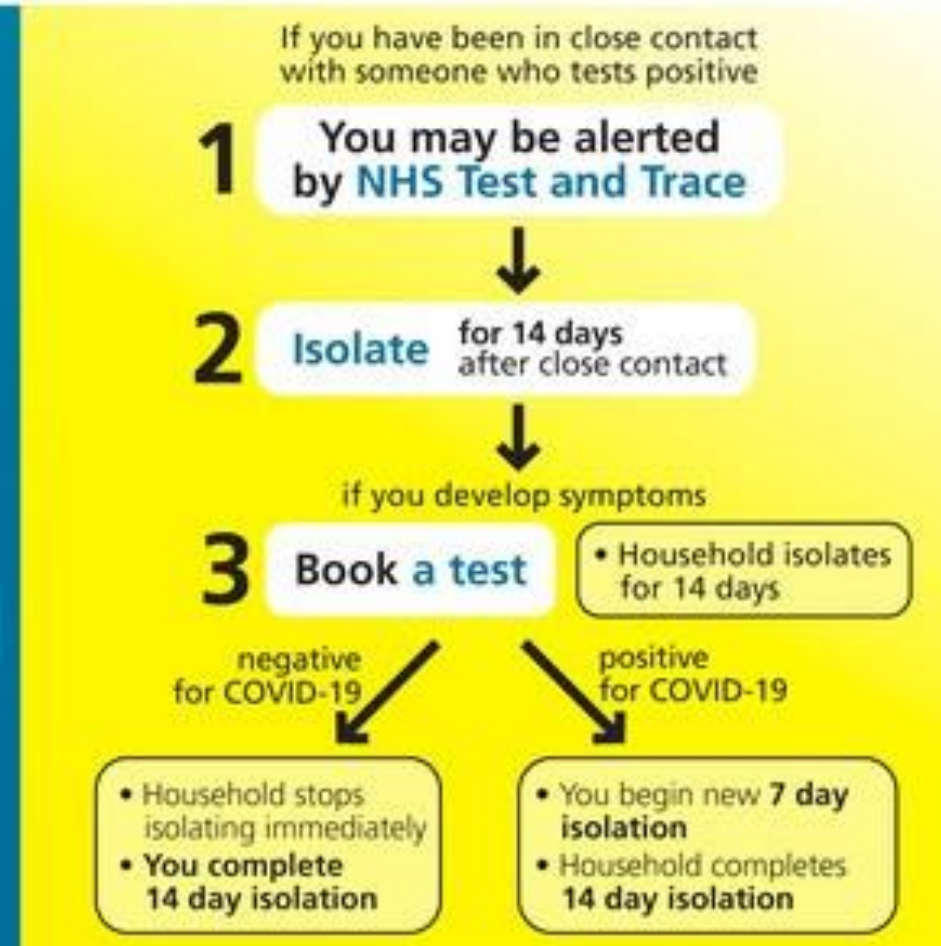 If you have been in close contact
with someone who tests positive
1
You may be alerted
by NHS Test and Trace
2
Isolate
for 14 days
after close contact
if you develop symptoms
3
Book a test
• Household isolates
for 14 days
negative
for COVID-19
positive
for COVID-19
• Household stops
isolating immediately
• You complete
14 day isolation
• You begin new 7 day
isolation
• Household completes
14 day isolation